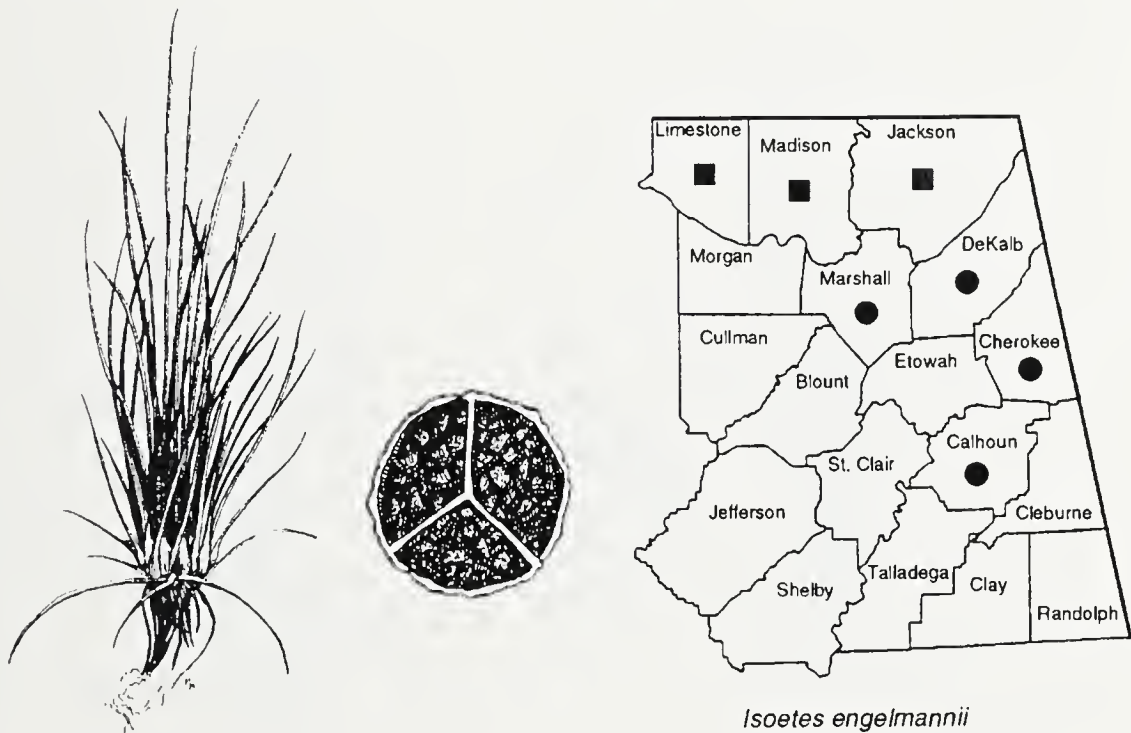 Limestone
Madison
Jackson
Morgan
Marshall
DeKalb
Cullman
Blount
Etowah
Cherokee
St. Clair
Calhoun
Jefferson
Cleburne
Shelby
Talladega
Clay
Randolph
Isoetes engelmannii